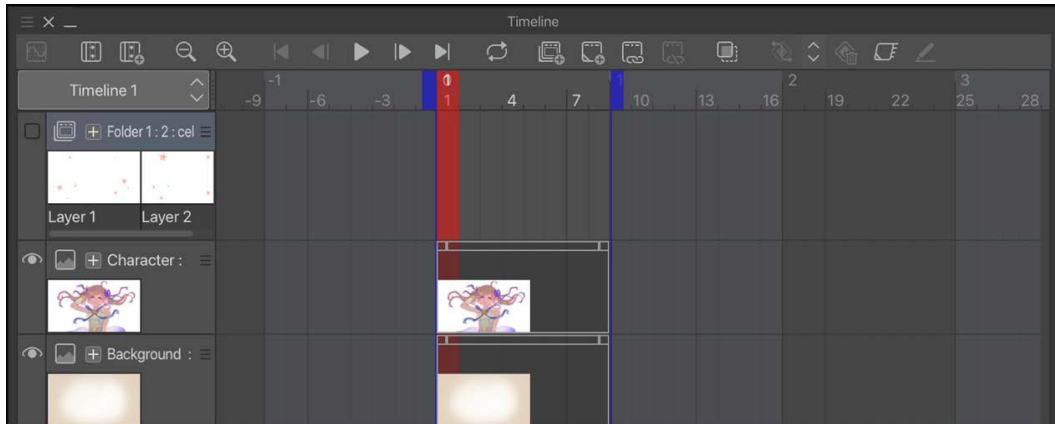 Timeline
Timeline 1
-1 0 1 2 3
-9 -6 -3 1 4 7 10 13 16 19 22 25 28
Folder 1 : 2 : cel
Layer 1 Layer 2
Character :
Background :